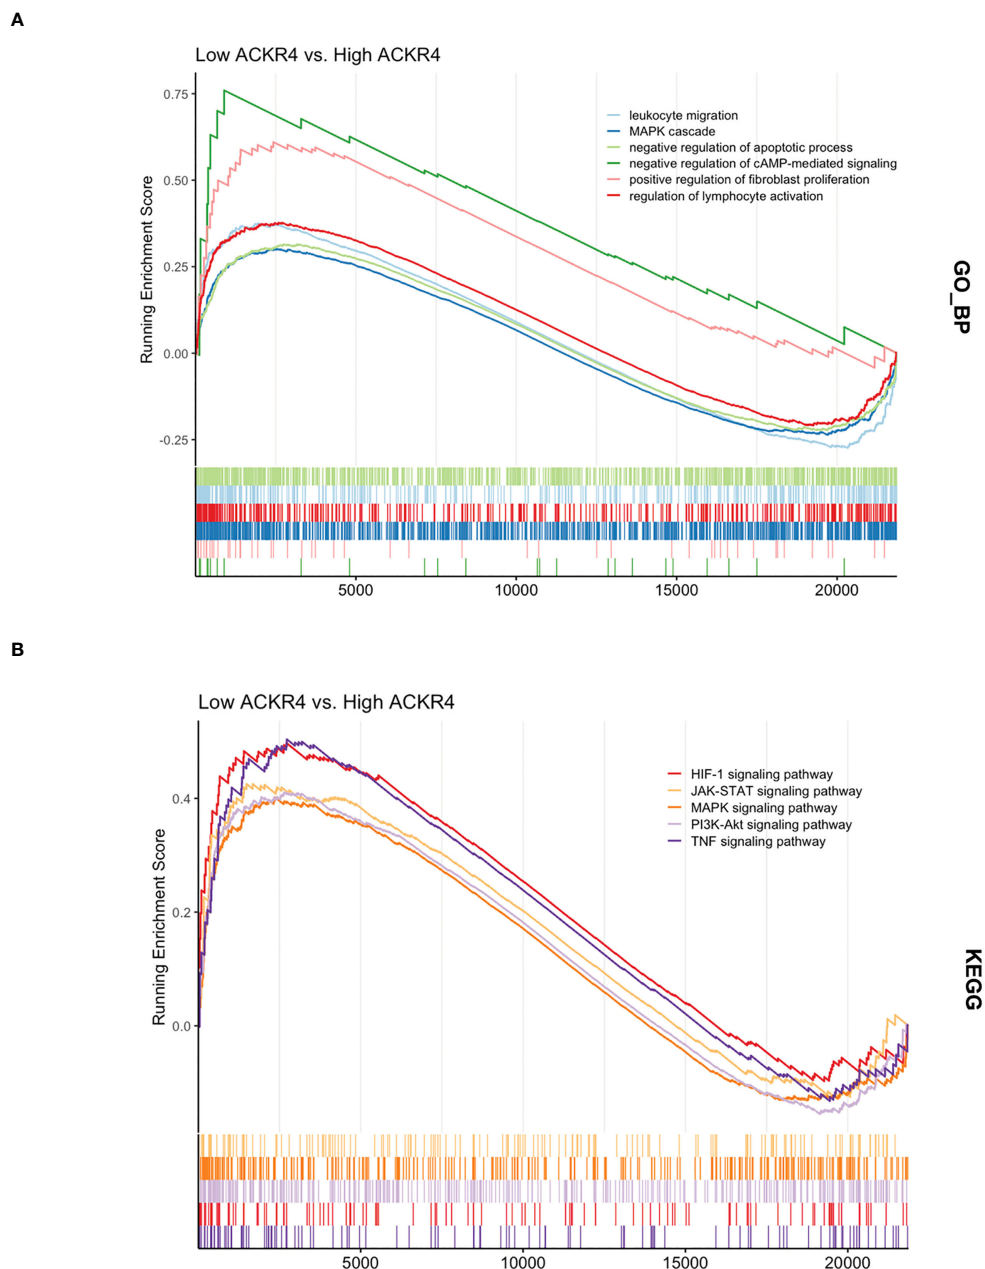 A
Low ACKR4 vs. High ACKR4
0.75
0.50
0.25
0.00
-0.25
Running Enrichment Score
leukocyte migration
MAPK cascade
negative regulation of apoptotic process
negative regulation of cAMP-mediated signaling
positive regulation of fibroblast proliferation
regulation of lymphocyte activation
GO_BP
5000 10000 15000 20000
B
Low ACKR4 vs. High ACKR4
0.4
0.2
0.0
Running Enrichment Score
HIF-1 signaling pathway
JAK-STAT signaling pathway
MAPK signaling pathway
PI3K-Akt signaling pathway
TNF signaling pathway
KEGG
5000 10000 15000 20000